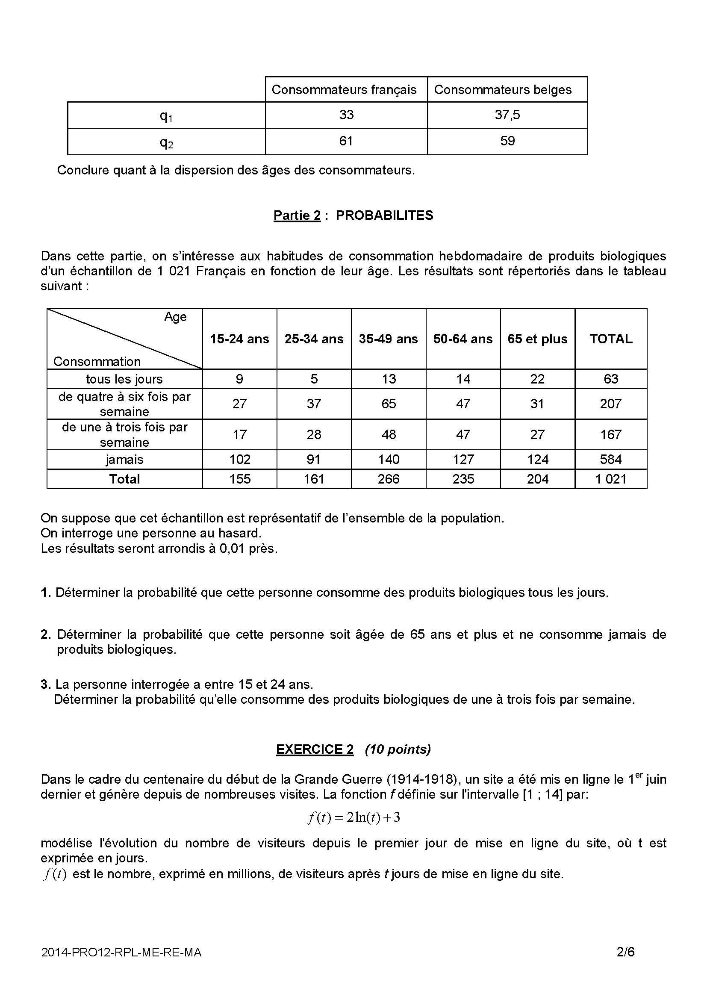 Consommateurs français Consommateurs belges
q1 33 37,5
q2 61 59
Conclure quant à la dispersion des âges des consommateurs.
Partie 2 : PROBABILITES
Dans cette partie, on s’intéresse aux habitudes de consommation hebdomadaire de produits biologiques
d’un échantillon de 1 021 Français en fonction de leur âge. Les résultats sont répertoriés dans le tableau
suivant :
Age
Consommation
15-24 ans 25-34 ans 35-49 ans 50-64 ans 65 et plus TOTAL
tous les jours 9 5 13 14 22 63
de quatre à six fois par
semaine
27 37 65 47 31 207
de une à trois fois par
semaine
17 28 48 47 27 167
jamais 102 91 140 127 124 584
Total 155 161 266 235 204 1 021
On suppose que cet échantillon est représentatif de l’ensemble de la population.
On interroge une personne au hasard.
Les résultats seront arrondis à 0,01 près.
1. Déterminer la probabilité que cette personne consomme des produits biologiques tous les jours.
2. Déterminer la probabilité que cette personne soit âgée de 65 ans et plus et ne consomme jamais de
produits biologiques.
3. La personne interrogée a entre 15 et 24 ans.
Déterminer la probabilité qu’elle consomme des produits biologiques de une à trois fois par semaine.
EXERCICE 2 (10 points)
Dans le cadre du centenaire du début de la Grande Guerre (1914-1918), un site a été mis en ligne le 1er juin
dernier et génère depuis de nombreuses visites. La fonction f définie sur l'intervalle [1 ; 14] par:
f(t) = 2ln(t)+3
modélise l'évolution du nombre de visiteurs depuis le premier jour de mise en ligne du site, où t est
exprimée en jours.
f(t) est le nombre, exprimé en millions, de visiteurs après t jours de mise en ligne du site.
2014-PRO12-RPL-ME-RE-MA 2/6